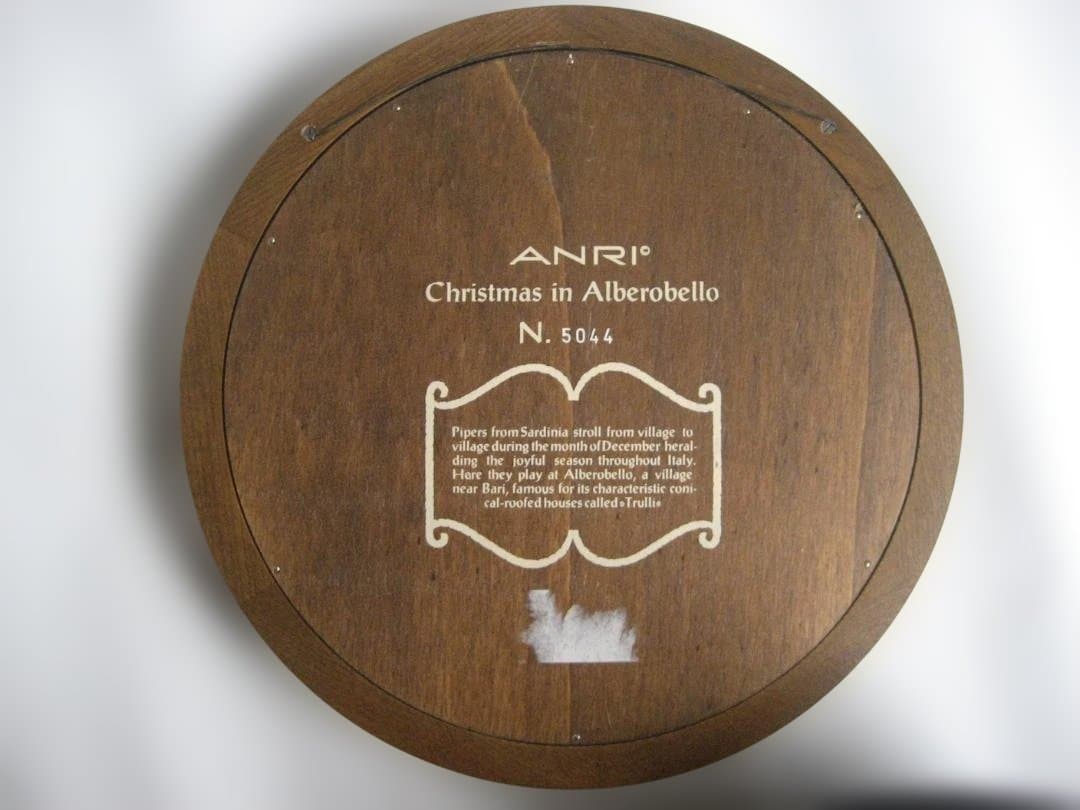 ANRI©
Christmas in Alberobello
N. 5044
Pipers from Sardinia stroll from village to
village during the month of December heral-
ding the joyful season throughout Italy.
Here they play at Alberobello, a village
near Bari, famous for its characteristic coni-
cal-roofed houses called »Trulli«